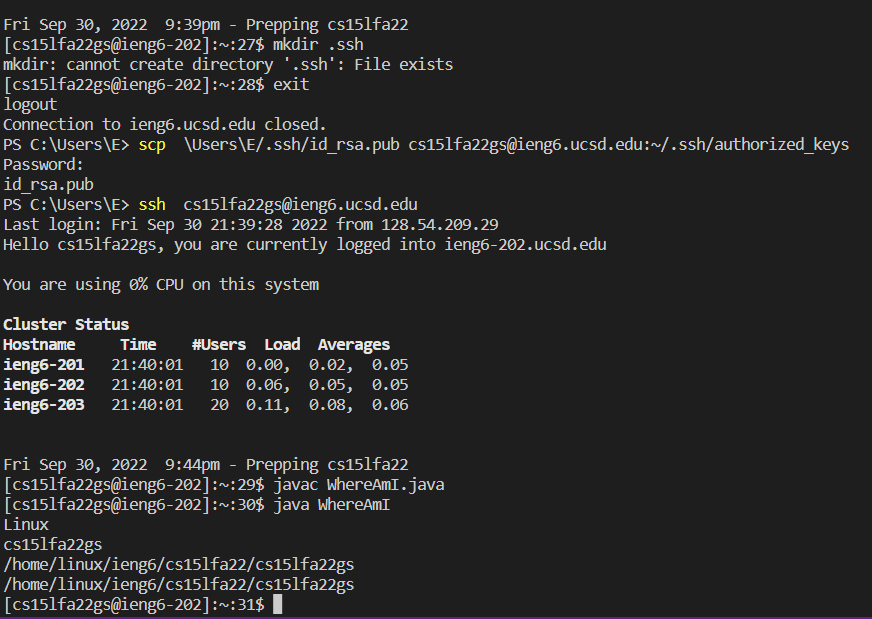 Fri Sep 30, 2022  9:39pm - Prepping cs15lfa22
[cs15lfa22gs@ieng6-202]:~:27$ mkdir .ssh
mkdir: cannot create directory '.ssh': File exists
[cs15lfa22gs@ieng6-202]:~:28$ exit
logout
Connection to ieng6.ucsd.edu closed.
PS C:\Users\E> scp  \Users\E/.ssh/id_rsa.pub cs15lfa22gs@ieng6.ucsd.edu:~/.ssh/authorized_keys
Password:
id_rsa.pub
PS C:\Users\E> ssh  cs15lfa22gs@ieng6.ucsd.edu
Last login: Fri Sep 30 21:39:28 2022 from 128.54.209.29
Hello cs15lfa22gs, you are currently logged into ieng6-202.ucsd.edu
You are using 0% CPU on this system
Cluster Status
Hostname     Time    #Users  Load  Averages
ieng6-201   21:40:01   10  0.00,  0.02,  0.05
ieng6-202   21:40:01   10  0.06,  0.05,  0.05
ieng6-203   21:40:01   20  0.11,  0.08,  0.06
Fri Sep 30, 2022  9:44pm - Prepping cs15lfa22
[cs15lfa22gs@ieng6-202]:~:29$ javac WhereAmI.java
[cs15lfa22gs@ieng6-202]:~:30$ java WhereAmI
Linux
cs15lfa22gs
/home/linux/ieng6/cs15lfa22/cs15lfa22gs
/home/linux/ieng6/cs15lfa22/cs15lfa22gs
[cs15lfa22gs@ieng6-202]:~:31$